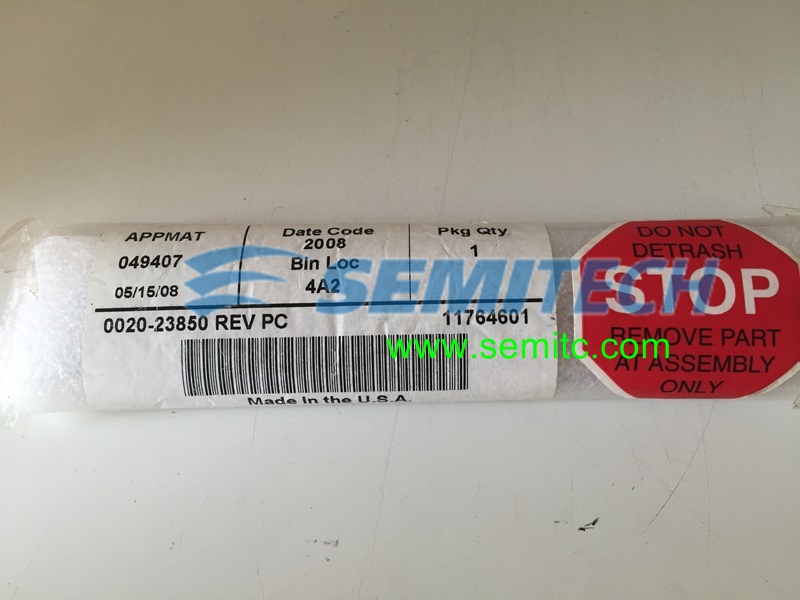 APPMAT
049407
05/15/08
Date Code
2008
Bin Loc
4A2
Pkg Qty
1
0020-23850 REV PC
11764601
Made in the U.S.A.
DO NOT
DETRASH
STOP
REMOVE PART
AT ASSEMBLY
ONLY
SEMITECH
www.semitc.com